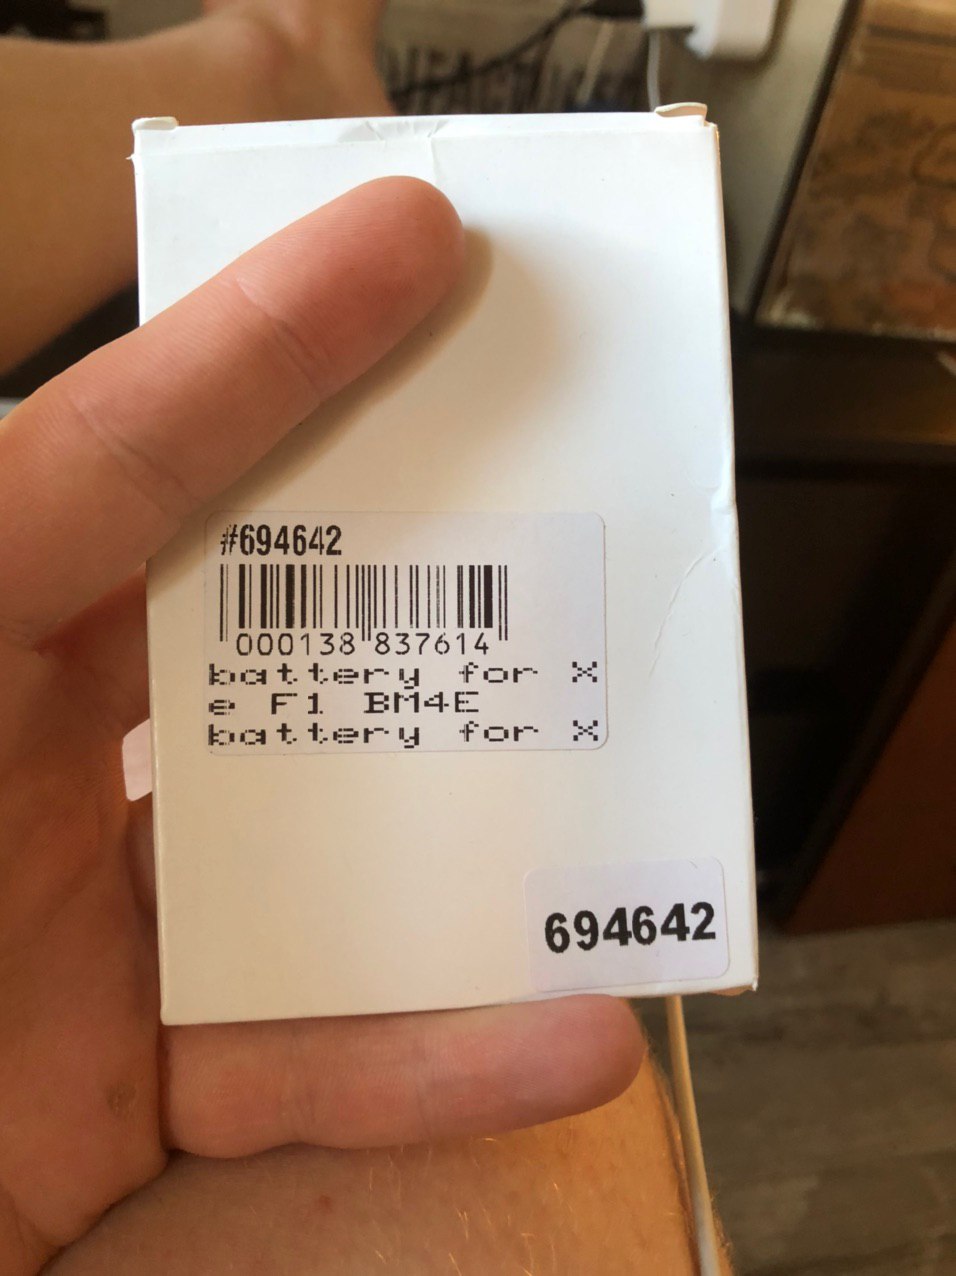 #694642
000138 837614
battery for X
e F1 BM4E
battery for X
694642